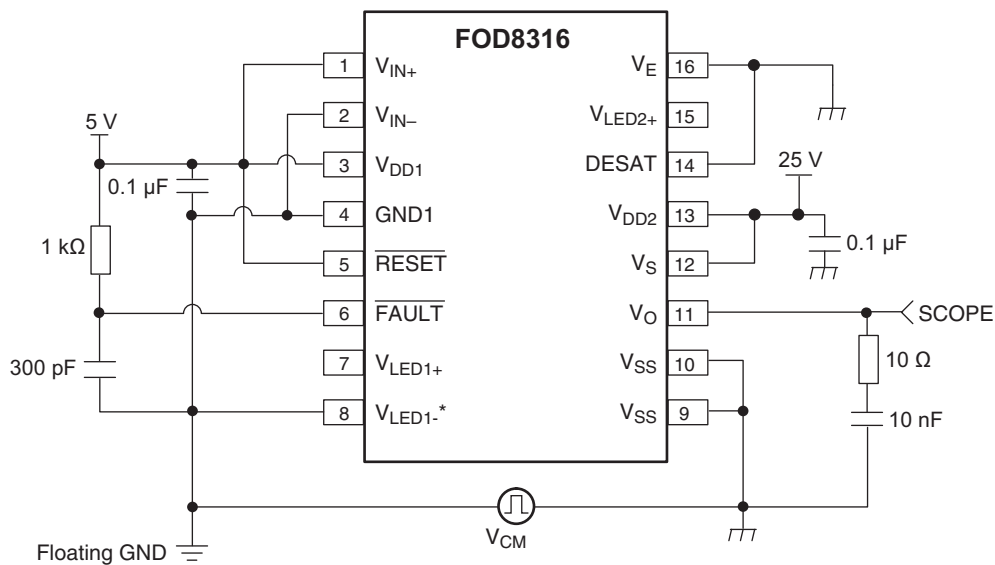 FOD8316
1 V_IN+
2 V_IN–
3 V_DD1
4 GND1
5 R̅E̅S̅E̅T̅
6 F̅A̅U̅L̅T̅
7 V_LED1+
8 V_LED1-*
V_E 16
V_LED2+ 15
DESAT 14
V_DD2 13
V_S 12
V_O 11
V_SS 10
V_SS 9
5 V
0.1 µF
1 kΩ
300 pF
Floating GND
V_CM
25 V
0.1 µF
SCOPE
10 Ω
10 nF